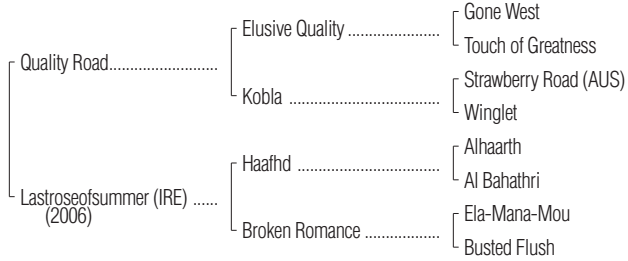 Gone West
Elusive Quality ......................
Touch of Greatness
Quality Road..........................
Strawberry Road (AUS)
Kobla ....................................
Winglet
Alhaarth
Haafhd ..................................
Al Bahathri
Lastroseofsummer (IRE) ......
(2006)
Ela-Mana-Mou
Broken Romance ..................
Busted Flush